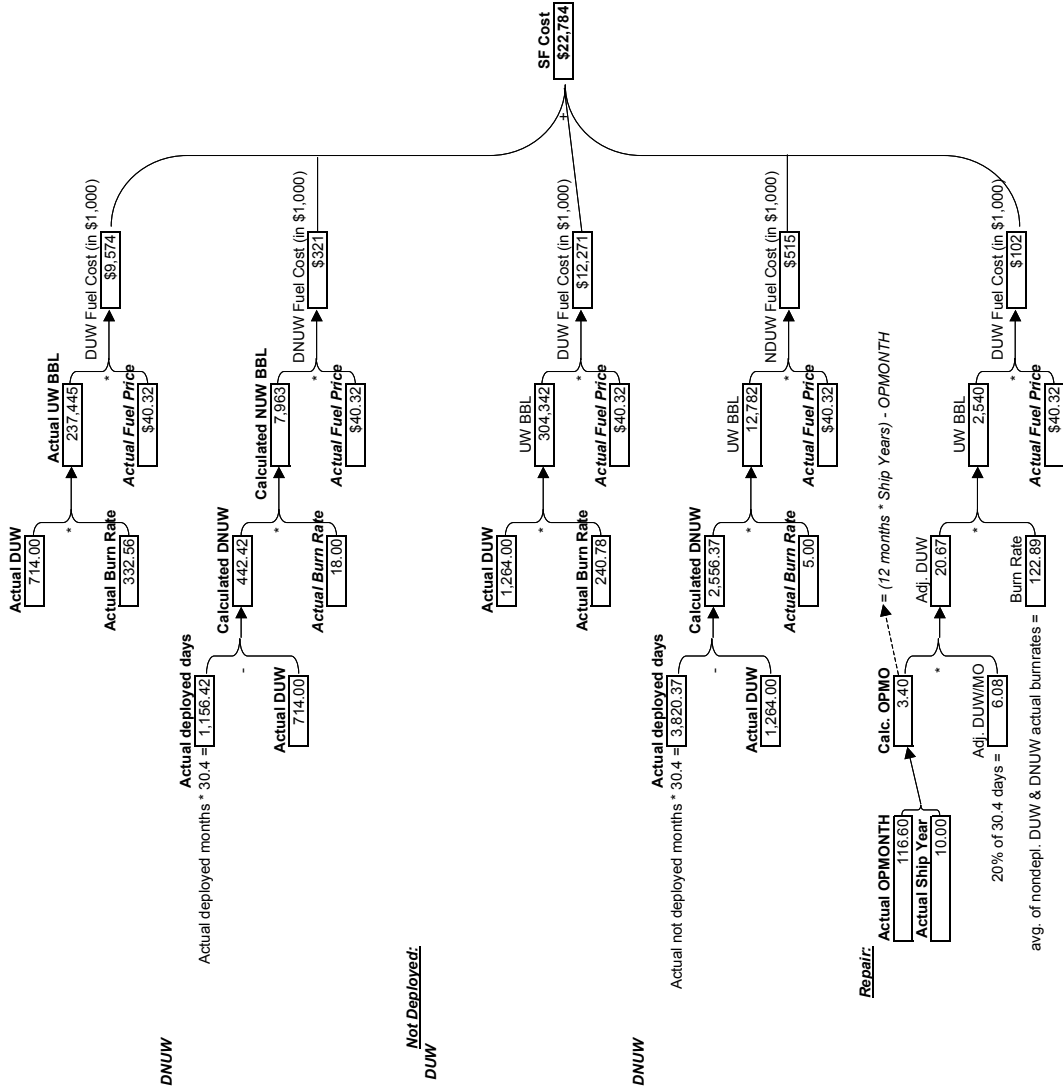 Actual DUW
714.00
Actual Burn Rate
332.56
*
Actual UW BBL
237,445
Actual Fuel Price
$40.32
*
DUW Fuel Cost (in $1,000)
$9,574
DNUW
Actual deployed days
Actual deployed months * 30.4 = 1,156.42
-
Actual DUW
714.00
Calculated DNUW
442.42
Actual Burn Rate
18.00
*
Calculated NUW BBL
7,963
Actual Fuel Price
$40.32
*
DNUW Fuel Cost (in $1,000)
$321
Not Deployed:
DUW
Actual DUW
1,264.00
Actual Burn Rate
240.78
*
UW BBL
304,342
Actual Fuel Price
$40.32
*
DUW Fuel Cost (in $1,000)
$12,271
+
SF Cost
$22,784
DNUW
Actual deployed days
Actual not deployed months * 30.4 = 3,820.37
-
Actual DUW
1,264.00
Calculated DNUW
2,556.37
Actual Burn Rate
5.00
*
UW BBL
12,782
Actual Fuel Price
$40.32
*
NDUW Fuel Cost (in $1,000)
$515
Repair:
Actual OPMONTH
116.60
Actual Ship Year
10.00
Calc. OPMO
3.40
= (12 months * Ship Years) - OPMONTH
*
Adj. DUW/MO
20% of 30.4 days = 6.08
Adj. DUW
20.67
*
Burn Rate
avg. of nondepl. DUW & DNUW actual burnrates = 122.89
UW BBL
2,540
*
Actual Fuel Price
$40.32
DUW Fuel Cost (in $1,000)
$102